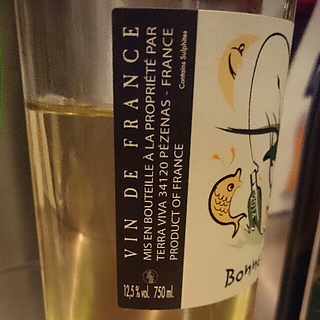 VIN DE FRANCE
MIS EN BOUTEILLE À LA PROPRIÉTÉ PAR
TERRA VIVA 34120 PÉZENAS - FRANCE
PRODUCT OF FRANCE
Contains Sulphites
12,5% vol. 750 ml.
Bonne